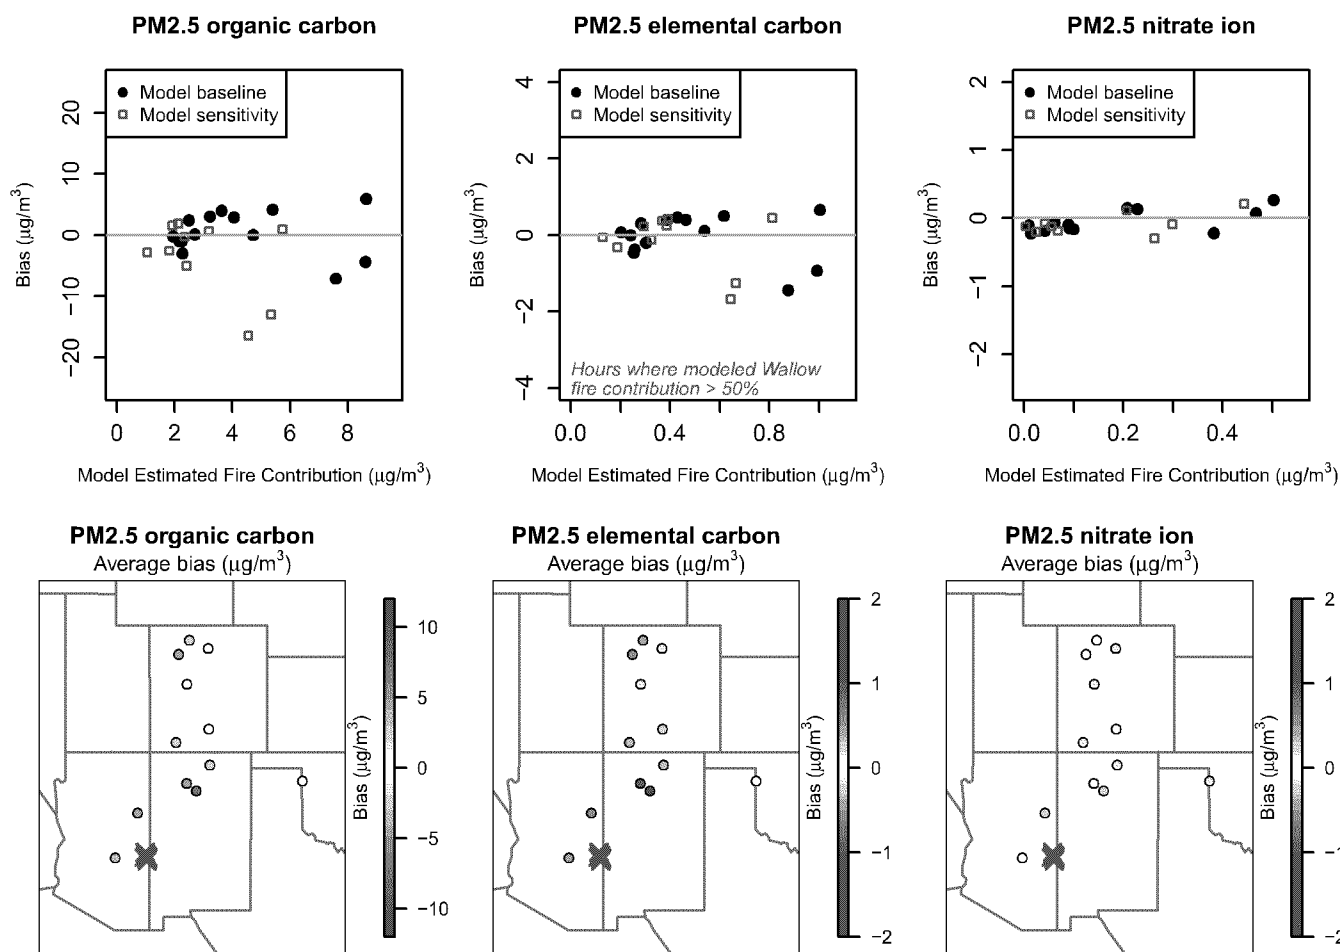 PM2.5 organic carbon
Model baseline
Model sensitivity
Bias (μg/m³)
20
10
0
−10
−20
0 2 4 6 8
Model Estimated Fire Contribution (μg/m³)
PM2.5 elemental carbon
Model baseline
Model sensitivity
Bias (μg/m³)
4
2
0
−2
−4
Hours where modeled Wallow
fire contribution > 50%
0.0 0.4 0.8
Model Estimated Fire Contribution (μg/m³)
PM2.5 nitrate ion
Model baseline
Model sensitivity
Bias (μg/m³)
2
1
0
−1
−2
0.0 0.2 0.4
Model Estimated Fire Contribution (μg/m³)
PM2.5 organic carbon
Average bias (μg/m³)
Bias (μg/m³)
10
5
0
−5
−10
PM2.5 elemental carbon
Average bias (μg/m³)
Bias (μg/m³)
2
1
0
−1
−2
PM2.5 nitrate ion
Average bias (μg/m³)
Bias (μg/m³)
2
1
0